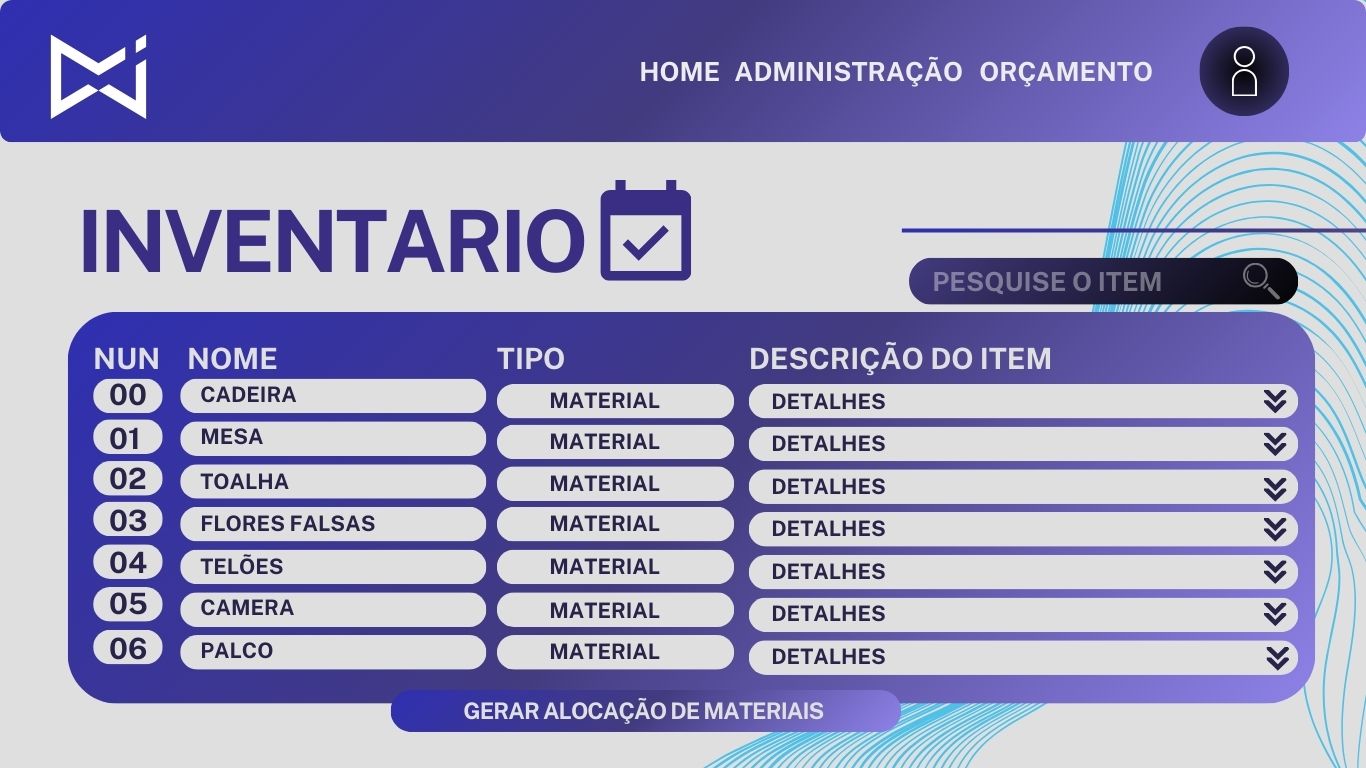 HOME ADMINISTRAÇÃO ORÇAMENTO
INVENTARIO
PESQUISE O ITEM
NUN NOME TIPO DESCRIÇÃO DO ITEM
00 CADEIRA MATERIAL DETALHES
01 MESA MATERIAL DETALHES
02 TOALHA MATERIAL DETALHES
03 FLORES FALSAS MATERIAL DETALHES
04 TELÕES MATERIAL DETALHES
05 CAMERA MATERIAL DETALHES
06 PALCO MATERIAL DETALHES
GERAR ALOCAÇÃO DE MATERIAIS